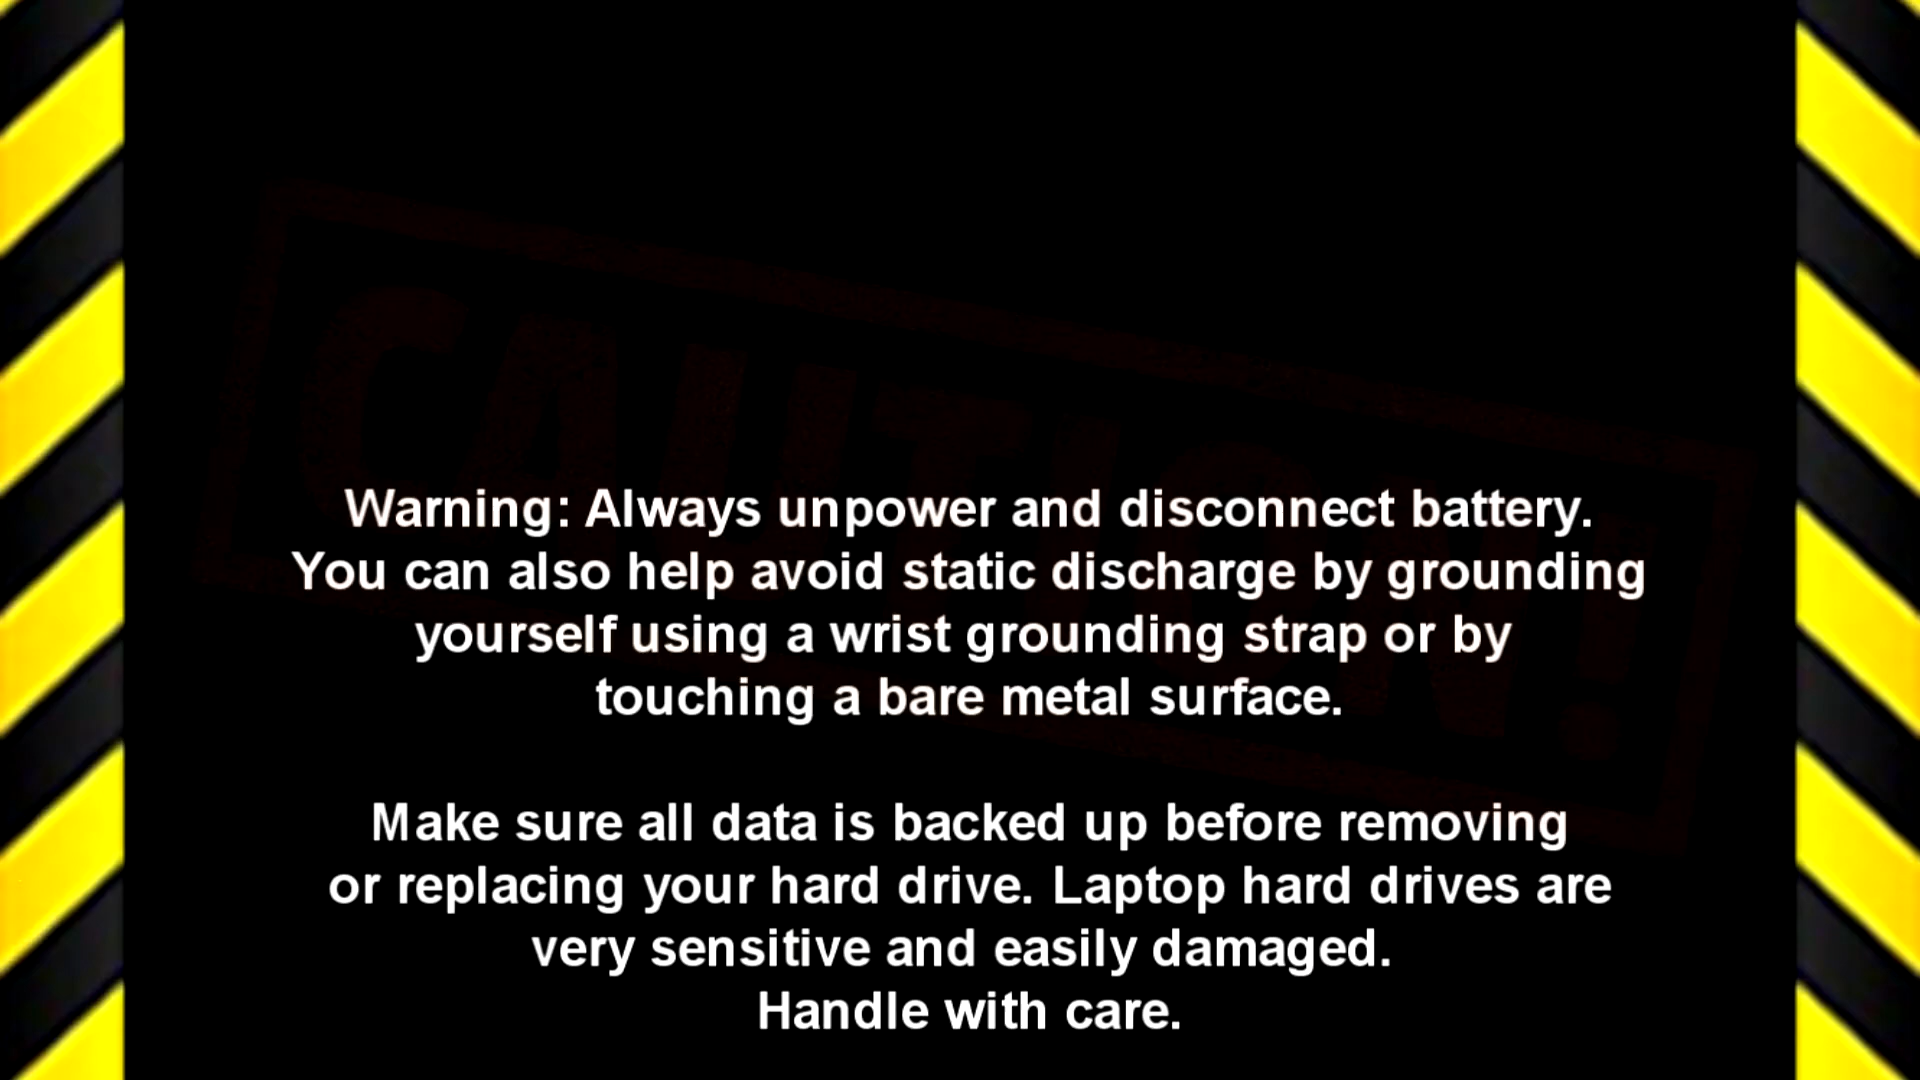 CAUTION!
Warning: Always unpower and disconnect battery.
You can also help avoid static discharge by grounding
yourself using a wrist grounding strap or by
touching a bare metal surface.
Make sure all data is backed up before removing
or replacing your hard drive. Laptop hard drives are
very sensitive and easily damaged.
Handle with care.